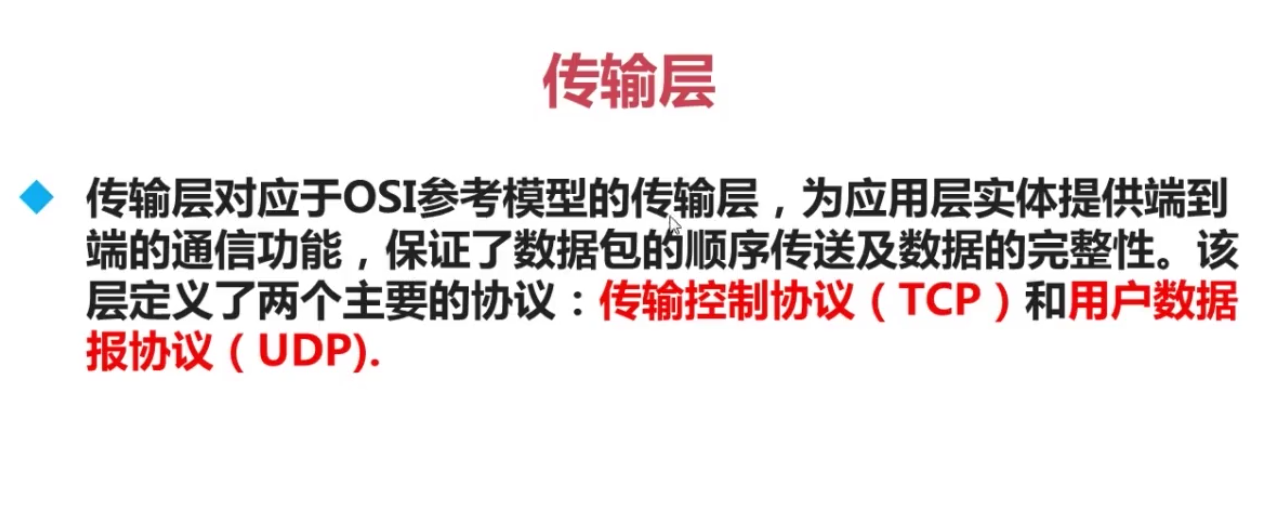 传输层
传输层对应于OSI参考模型的传输层，为应用层实体提供端到
端的通信功能，保证了数据包的顺序传送及数据的完整性。该
层定义了两个主要的协议：传输控制协议（TCP）和用户数据
报协议（UDP).